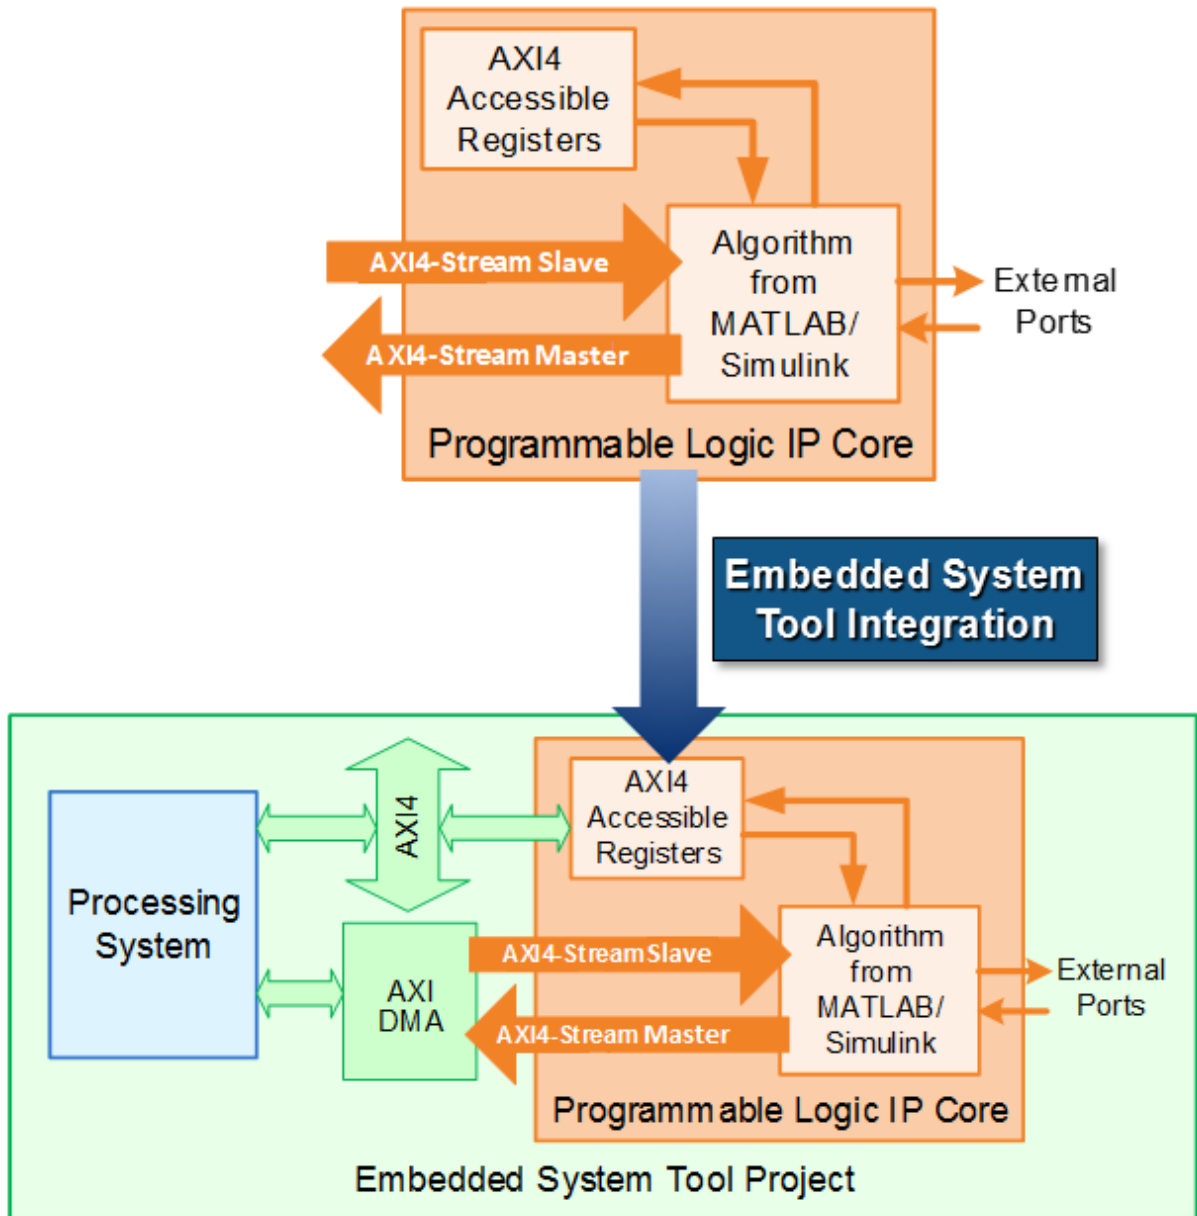 AXI4
Accessible
Registers
AXI4-Stream Slave
AXI4-Stream Master
Algorithm
from
MATLAB/
Simulink
External
Ports
Programmable Logic IP Core
Embedded System
Tool Integration
Processing
System
AXI4
AXI
DMA
AXI4
Accessible
Registers
AXI4-Stream Slave
AXI4-Stream Master
Algorithm
from
MATLAB/
Simulink
External
Ports
Programmable Logic IP Core
Embedded System Tool Project